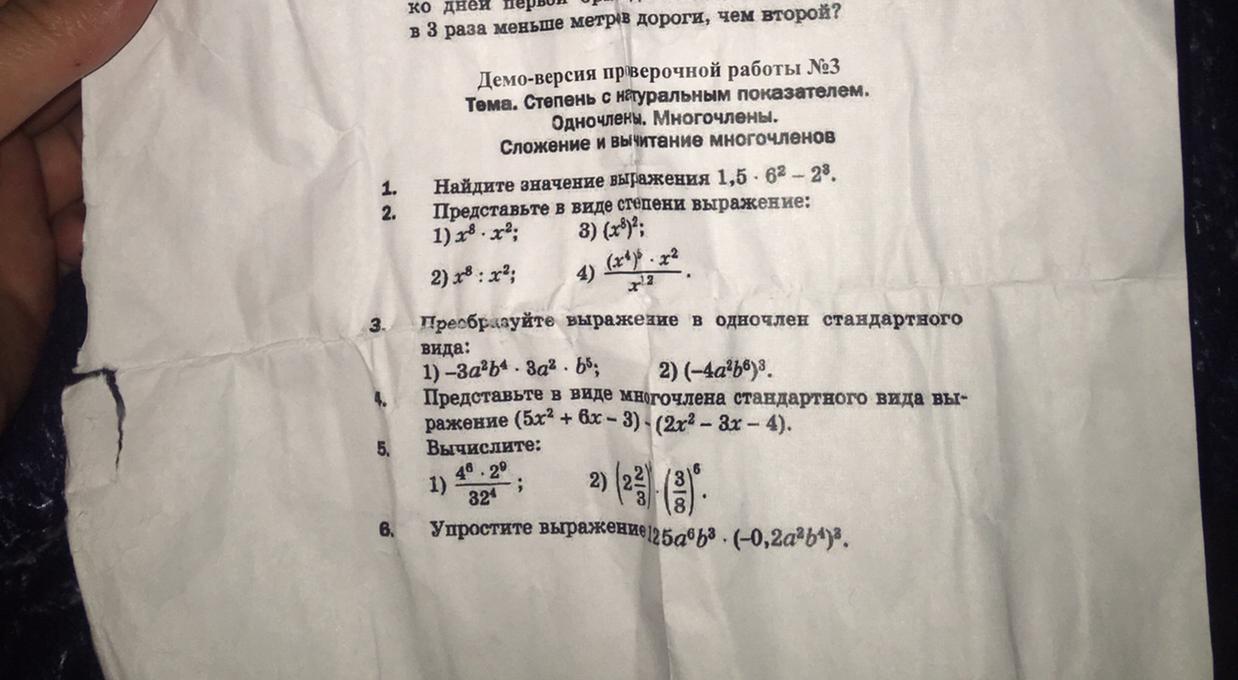 ко дней первой
в 3 раза меньше метров дороги, чем второй?
Демо-версия проверочной работы №3
Тема. Степень с натуральным показателем.
Одночлены. Многочлены.
Сложение и вычитание многочленов
1. Найдите значение выражения 1,5 · 6² – 2³.
2. Представьте в виде степени выражение:
1) x⁸ · x²; 3) (x⁸)²;
2) x⁸ : x²; 4) (x⁴)⁵ · x² / x¹² .
3. Преобразуйте выражение в одночлен стандартного
вида:
1) –3a²b⁴ · 3a² · b⁵; 2) (–4a²b⁶)³.
4. Представьте в виде многочлена стандартного вида вы-
ражение (5x² + 6x – 3) - (2x² – 3x – 4).
5. Вычислите:
1) 4⁶ · 2⁹ / 32⁴ ; 2) (2 2/3) · (3/8)⁶.
6. Упростите выражение 125a⁶b³ · (–0,2a²b⁴)³.